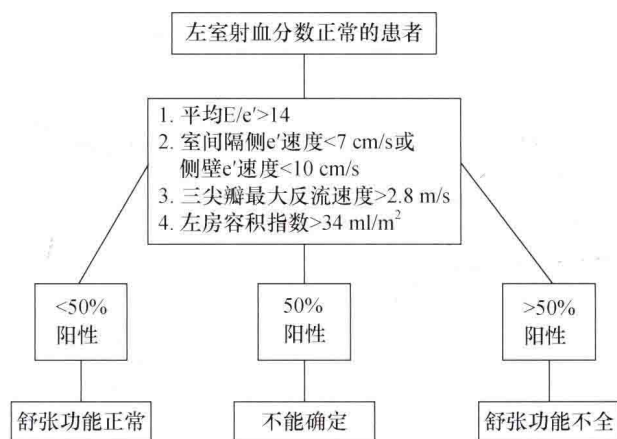 左室射血分数正常的患者
1. 平均E/e′>14
2. 室间隔侧e′速度<7 cm/s或
侧壁e′速度<10 cm/s
3. 三尖瓣最大反流速度>2.8 m/s
4. 左房容积指数>34 ml/m²
<50%
阳性
50%
阳性
>50%
阳性
舒张功能正常
不能确定
舒张功能不全